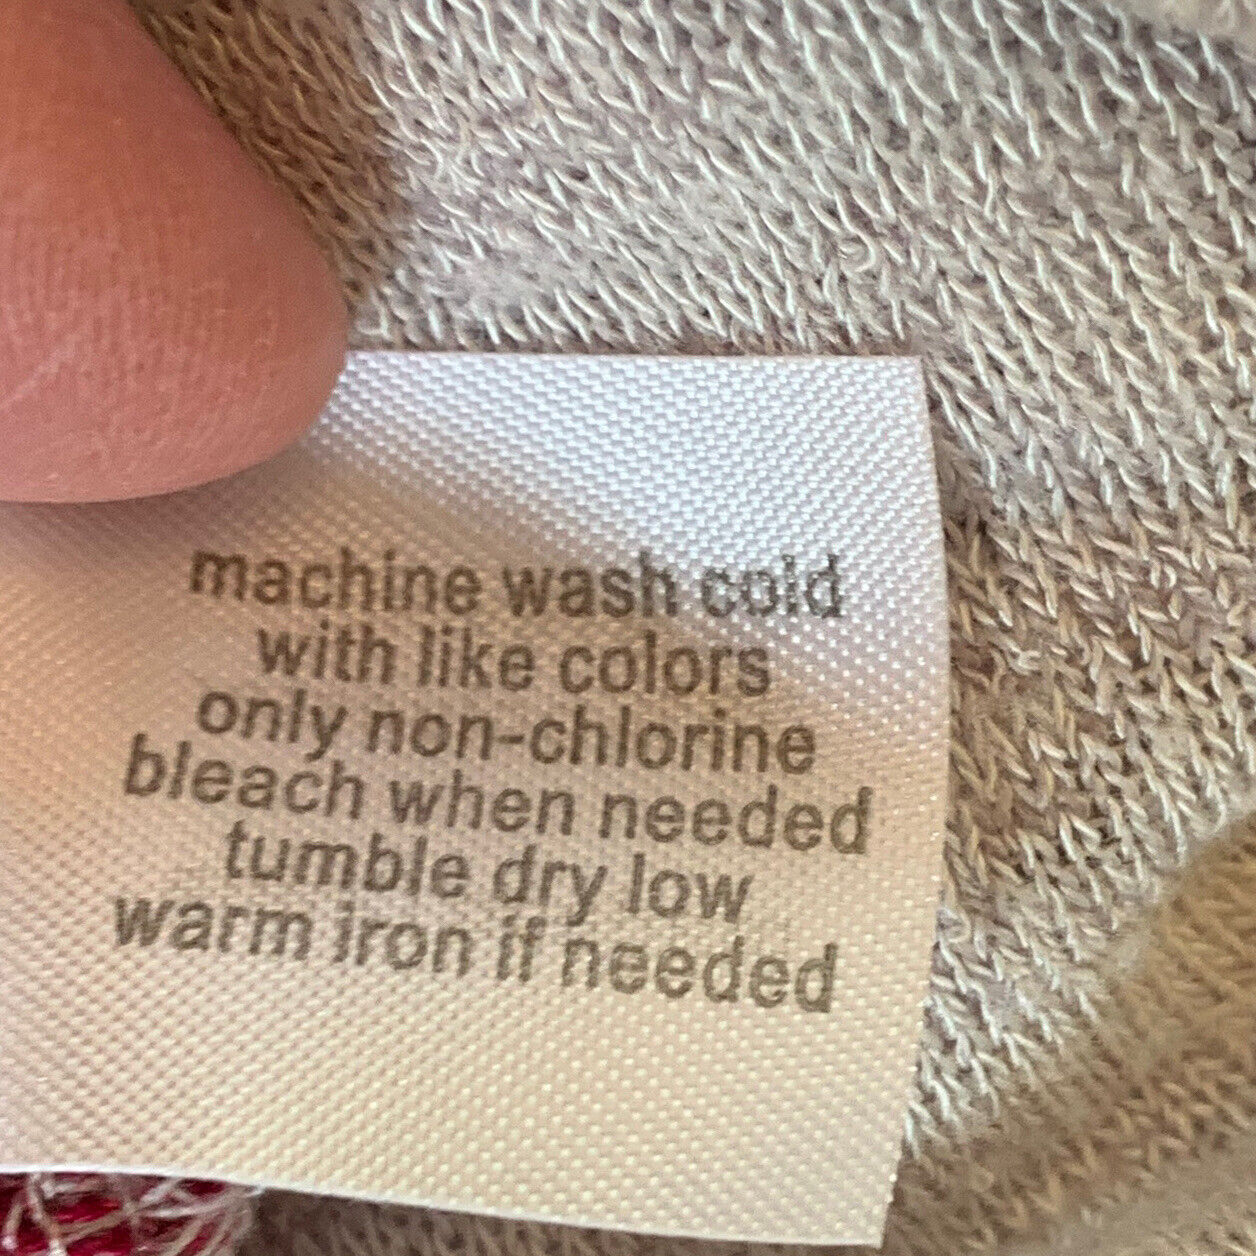 machine wash cold
with like colors
only non-chlorine
bleach when needed
tumble dry low
warm iron if needed